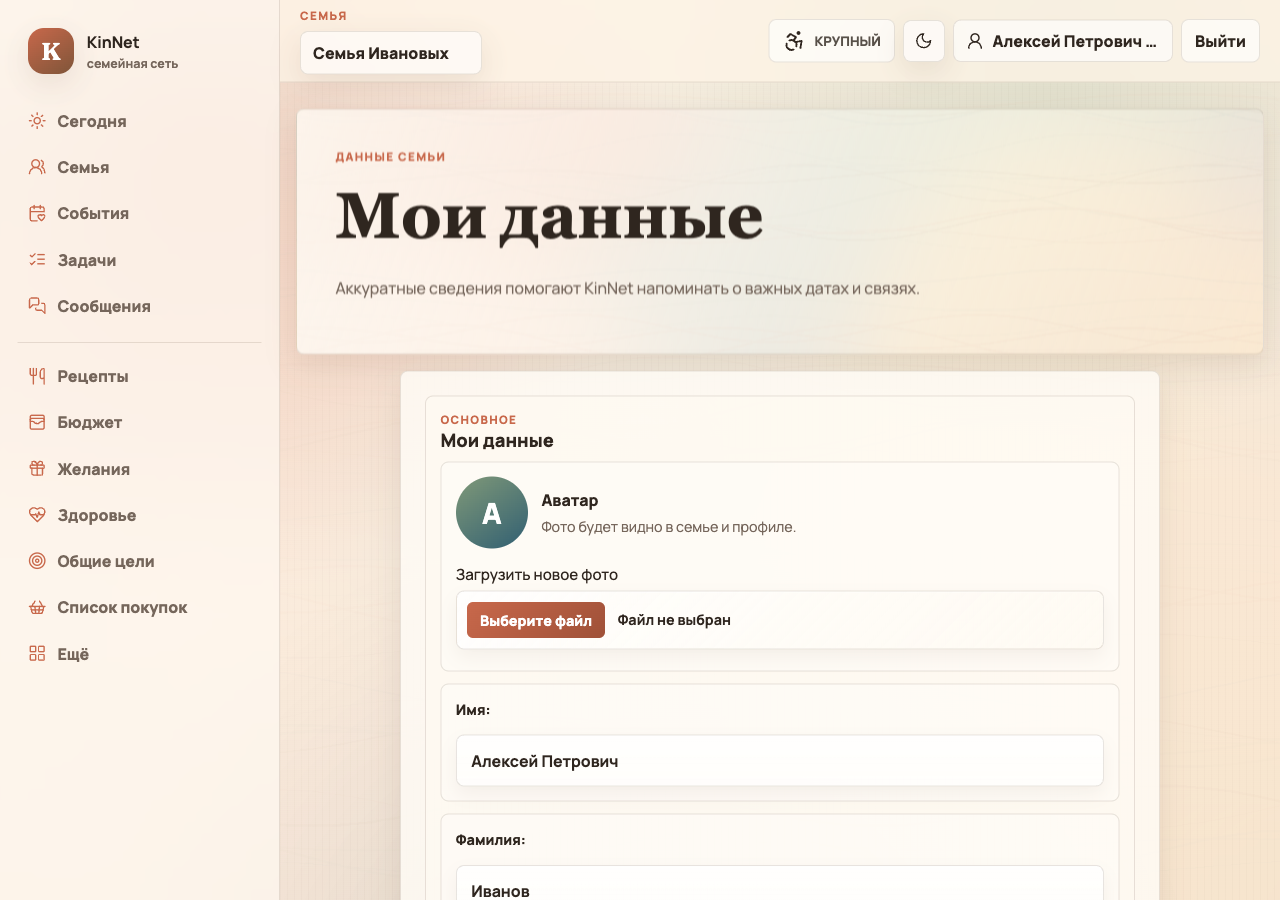 K
KinNet
семейная сеть
Сегодня
Семья
События
Задачи
Сообщения
Рецепты
Бюджет
Желания
Здоровье
Общие цели
Список покупок
Ещё
СЕМЬЯ
Семья Ивановых
КРУПНЫЙ
Алексей Петрович ...
Выйти
ДАННЫЕ СЕМЬИ
Мои данные
Аккуратные сведения помогают KinNet напоминать о важных датах и связях.
ОСНОВНОЕ
Мои данные
А
Аватар
Фото будет видно в семье и профиле.
Загрузить новое фото
Выберите файл Файл не выбран
Имя:
Алексей Петрович
Фамилия:
Иванов